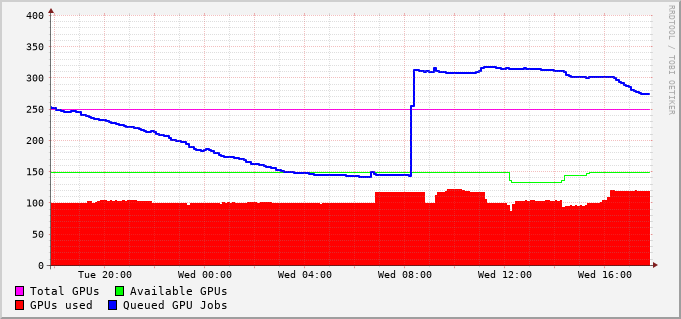 400
350
300
250
200
150
100
50
0
Tue 20:00 Wed 00:00 Wed 04:00 Wed 08:00 Wed 12:00 Wed 16:00
Total GPUs Available GPUs
GPUs used Queued GPU Jobs
RRDTOOL / TOBI OETIKER